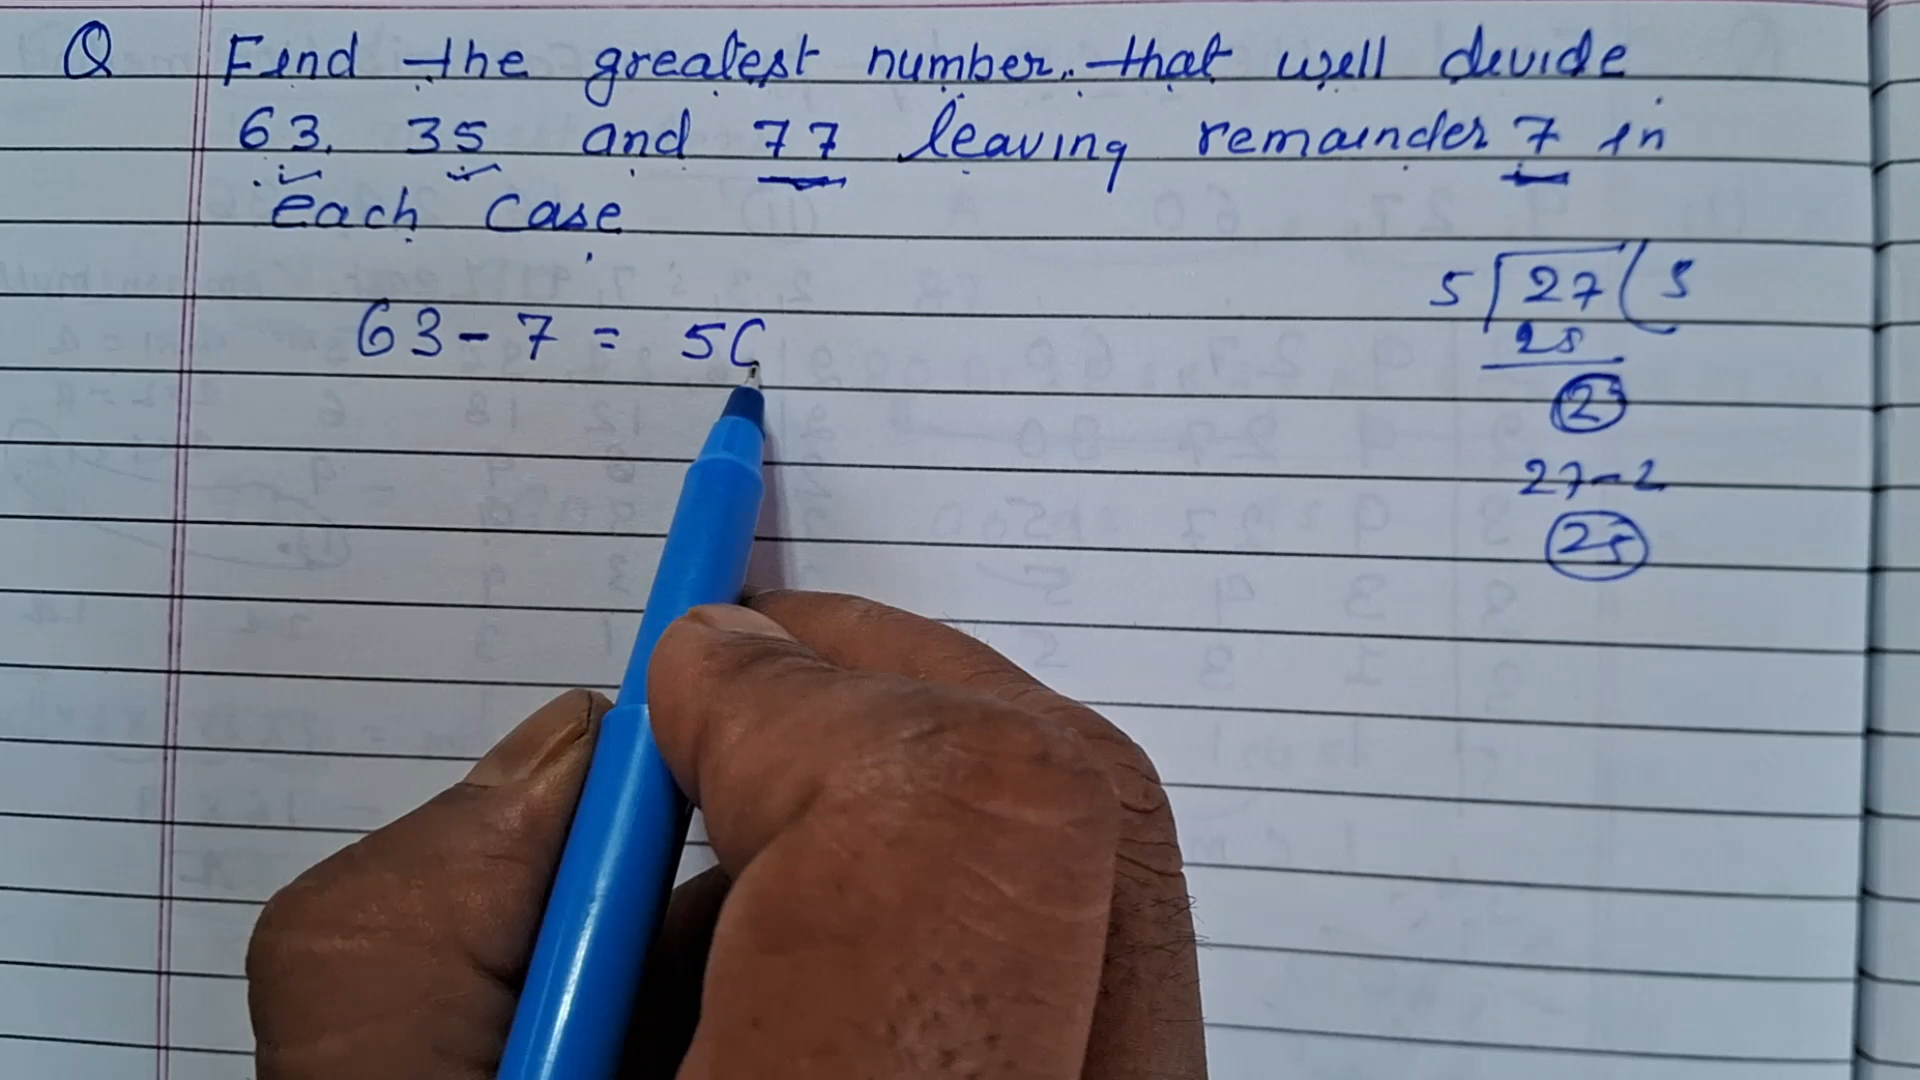 Q Find the greatest number. that will divide
63, 35 and 77 leaving remainder 7 in
each case
63 - 7 = 56
5 27 5
25
2
27-2
25